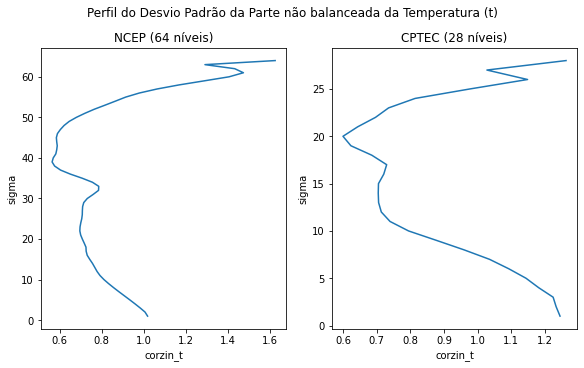 Perfil do Desvio Padrão da Parte não balanceada da Temperatura (t)
NCEP (64 níveis)
sigma
60
50
40
30
20
10
0
0.6 0.8 1.0 1.2 1.4 1.6
corzin_t
CPTEC (28 níveis)
sigma
25
20
15
10
5
0
0.6 0.7 0.8 0.9 1.0 1.1 1.2
corzin_t